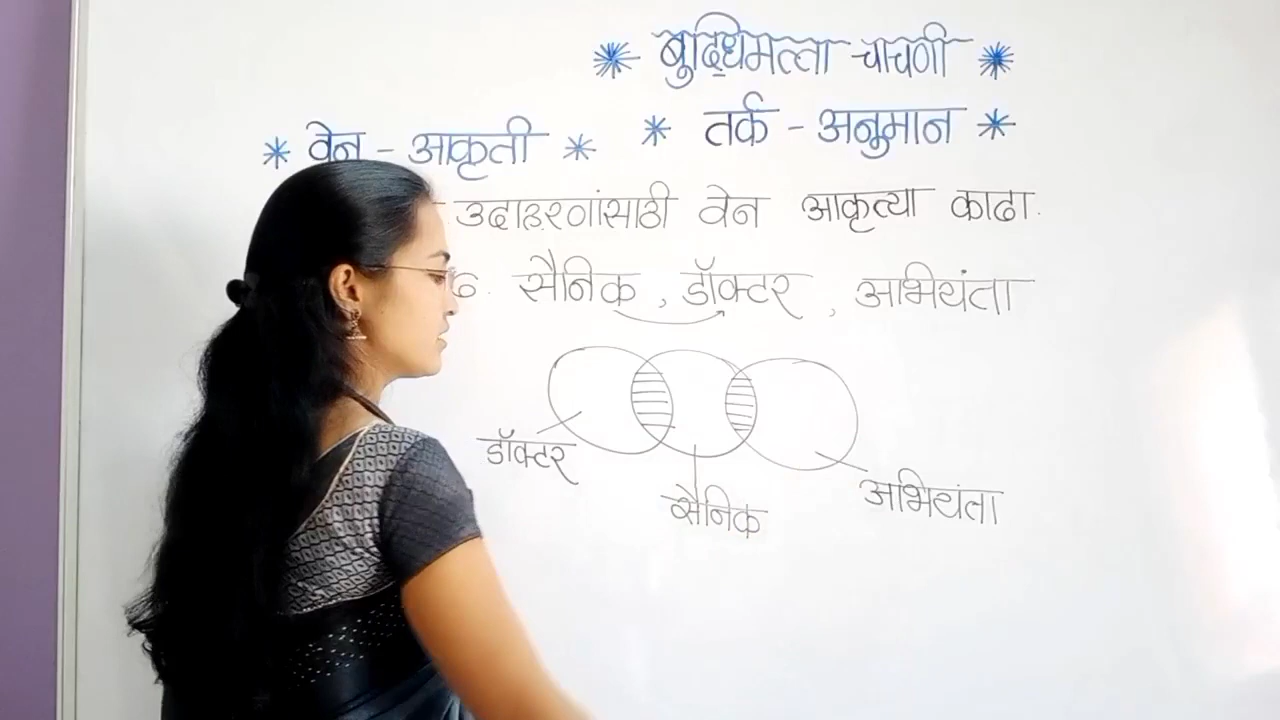 * बुद्धिमत्ता चाचणी *
* तर्क - अनुमान *
* वेन - आकृती *
उदाहरणांसाठी वेन आकृत्या काढा.
सैनिक, डॉक्टर, अभियंता
डॉक्टर
सैनिक
अभियंता